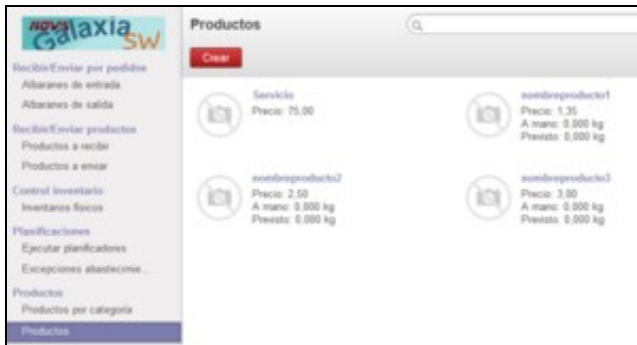 Nova
Galaxia
SW
Recibir/Enviar por pedidos
Albaranes de entrada
Albaranes de salida
Recibir/Enviar productos
Productos a recibir
Productos a enviar
Control inventario
Inventarios físicos
Planificaciones
Ejecutar planificadores
Excepciones abastecimie...
Productos
Productos por categoría
Productos
Productos
Crear
Servicio
Precio: 75,00
nombreproducto1
Precio: 1,35
A mano: 0,000 kg
Previsto: 0,000 kg
nombreproducto2
Precio: 2,50
A mano: 0,000 kg
Previsto: 0,000 kg
nombreproducto3
Precio: 3,00
A mano: 0,000 kg
Previsto: 0,000 kg